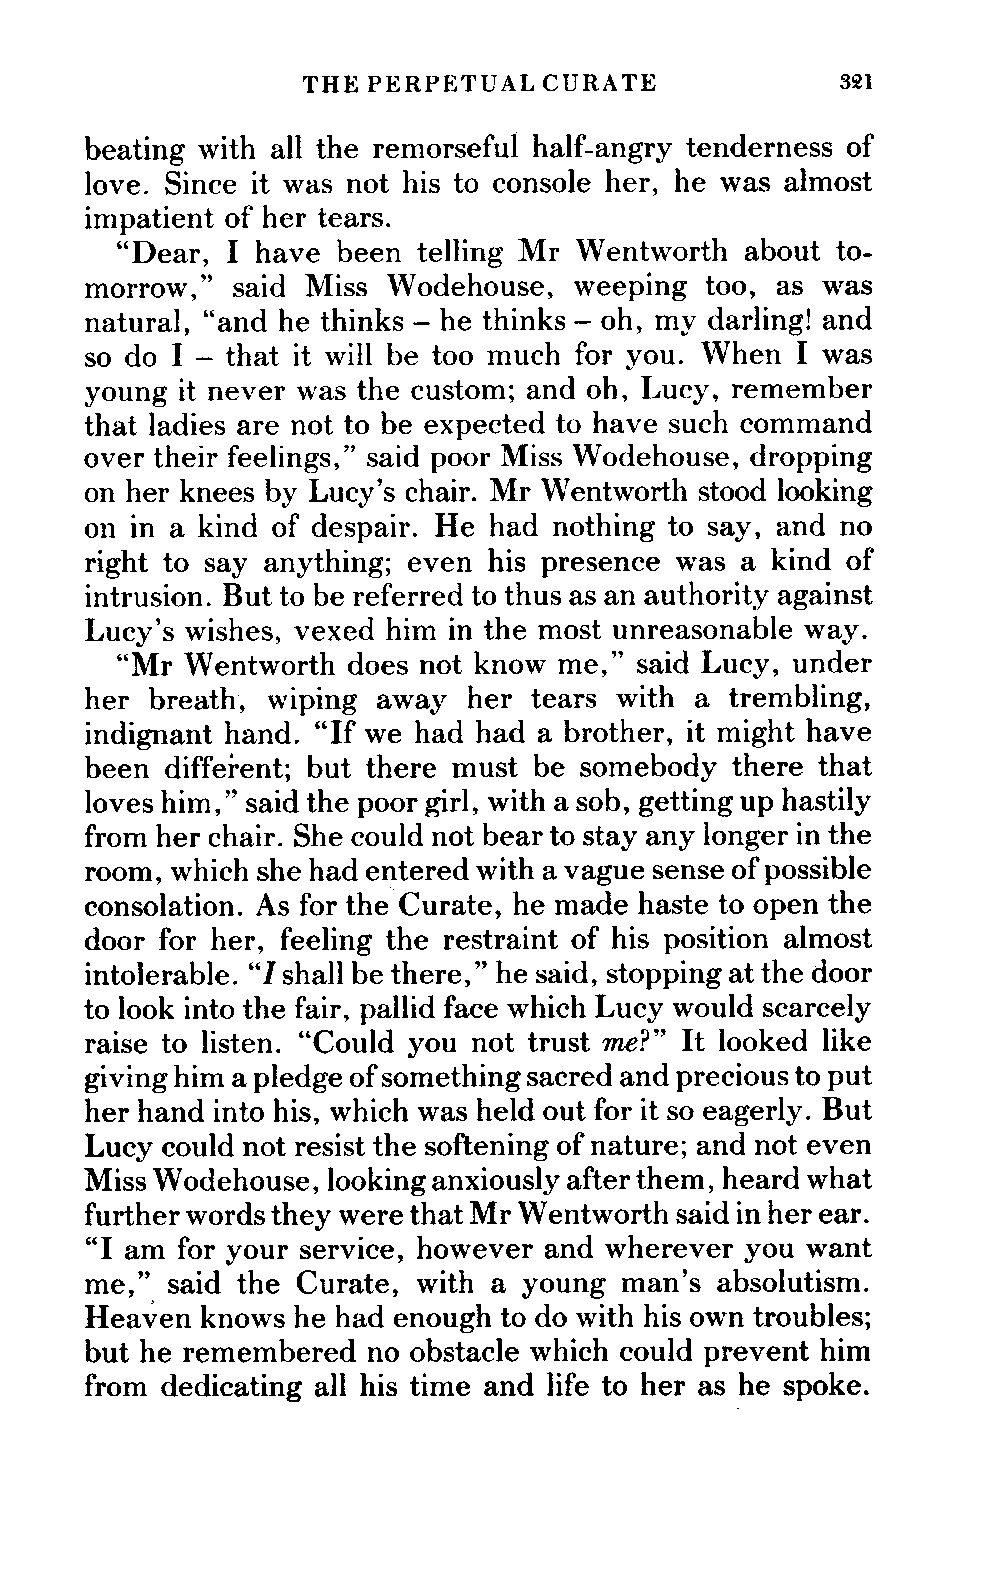 THE PERPETUAL CURATE 321
beating with all the remorseful half-angry tenderness of
love. Since it was not his to console her, he was almost
impatient of her tears.
“Dear, I have been telling Mr Wentworth about to-
morrow,” said Miss Wodehouse, weeping too, as was
natural, “and he thinks – he thinks – oh, my darling! and
so do I – that it will be too much for you. When I was
young it never was the custom; and oh, Lucy, remember
that ladies are not to be expected to have such command
over their feelings,” said poor Miss Wodehouse, dropping
on her knees by Lucy’s chair. Mr Wentworth stood looking
on in a kind of despair. He had nothing to say, and no
right to say anything; even his presence was a kind of
intrusion. But to be referred to thus as an authority against
Lucy’s wishes, vexed him in the most unreasonable way.
“Mr Wentworth does not know me,” said Lucy, under
her breath, wiping away her tears with a trembling,
indignant hand. “If we had had a brother, it might have
been different; but there must be somebody there that
loves him,” said the poor girl, with a sob, getting up hastily
from her chair. She could not bear to stay any longer in the
room, which she had entered with a vague sense of possible
consolation. As for the Curate, he made haste to open the
door for her, feeling the restraint of his position almost
intolerable. “I shall be there,” he said, stopping at the door
to look into the fair, pallid face which Lucy would scarcely
raise to listen. “Could you not trust me?” It looked like
giving him a pledge of something sacred and precious to put
her hand into his, which was held out for it so eagerly. But
Lucy could not resist the softening of nature; and not even
Miss Wodehouse, looking anxiously after them, heard what
further words they were that Mr Wentworth said in her ear.
“I am for your service, however and wherever you want
me,” said the Curate, with a young man’s absolutism.
Heaven knows he had enough to do with his own troubles;
but he remembered no obstacle which could prevent him
from dedicating all his time and life to her as he spoke.